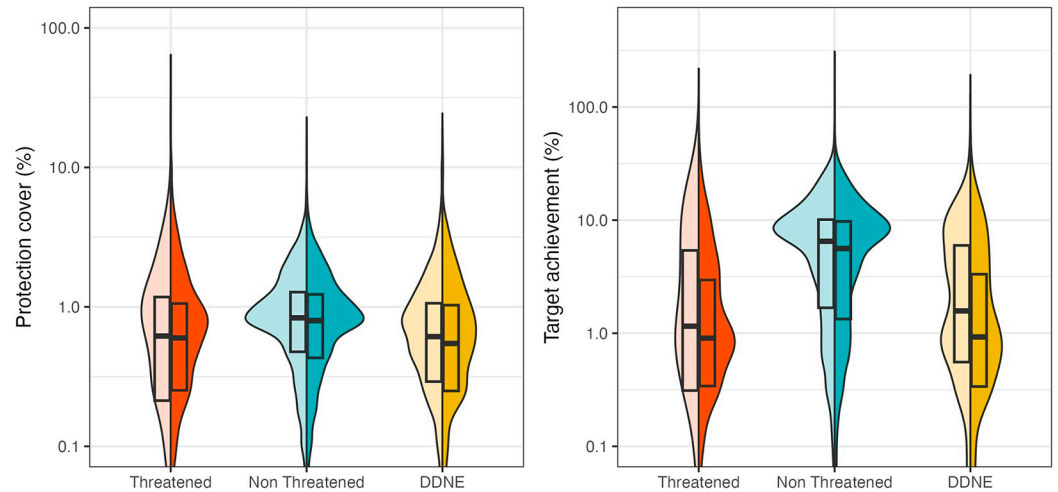 Protection cover (%)
100.0
10.0
1.0
0.1
Threatened Non Threatened DDNE
Target achievement (%)
100.0
10.0
1.0
0.1
Threatened Non Threatened DDNE